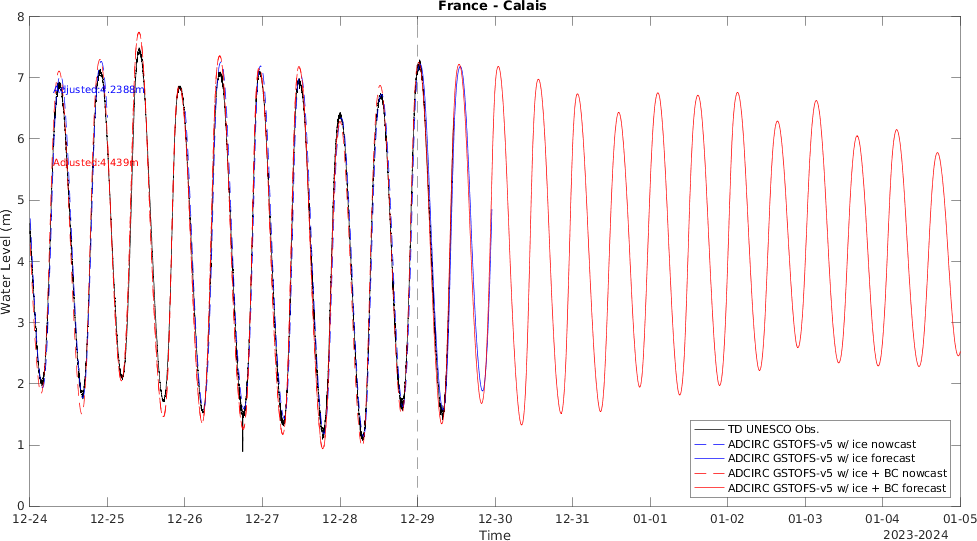 France - Calais
8
7
6
5
4
3
2
1
0
Water Level (m)
Adjusted:4.2388m
Adjusted:4.439m
TD UNESCO Obs.
ADCIRC GSTOFS-v5 w/ ice nowcast
ADCIRC GSTOFS-v5 w/ ice forecast
ADCIRC GSTOFS-v5 w/ ice + BC nowcast
ADCIRC GSTOFS-v5 w/ ice + BC forecast
12-24 12-25 12-26 12-27 12-28 12-29 12-30 12-31 01-01 01-02 01-03 01-04 01-05
Time
2023-2024